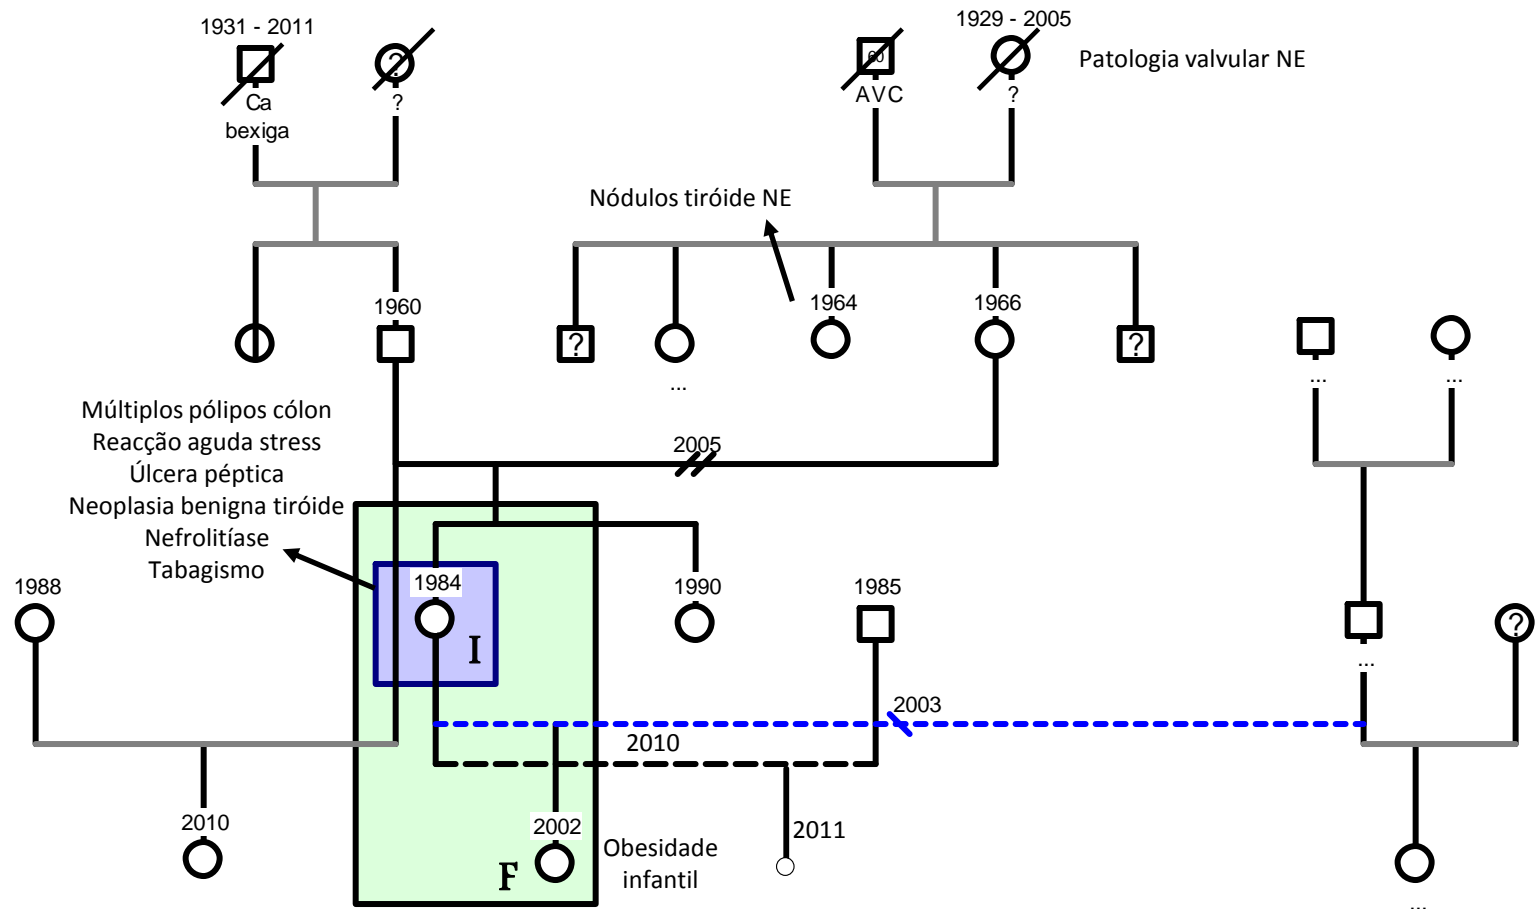 1931 - 2011
1929 - 2005
?
60
Patologia valvular NE
Ca
bexiga
?
AVC
?
Nódulos tiróide NE
1960
1964
1966
?
?
...
...
...
Múltiplos pólipos cólon
Reacção aguda stress
Úlcera péptica
Neoplasia benigna tiróide
Nefrolitíase
Tabagismo
2005
1988
1984
1990
1985
?
I
...
2003
2010
2010
2002
2011
F
Obesidade
infantil
...